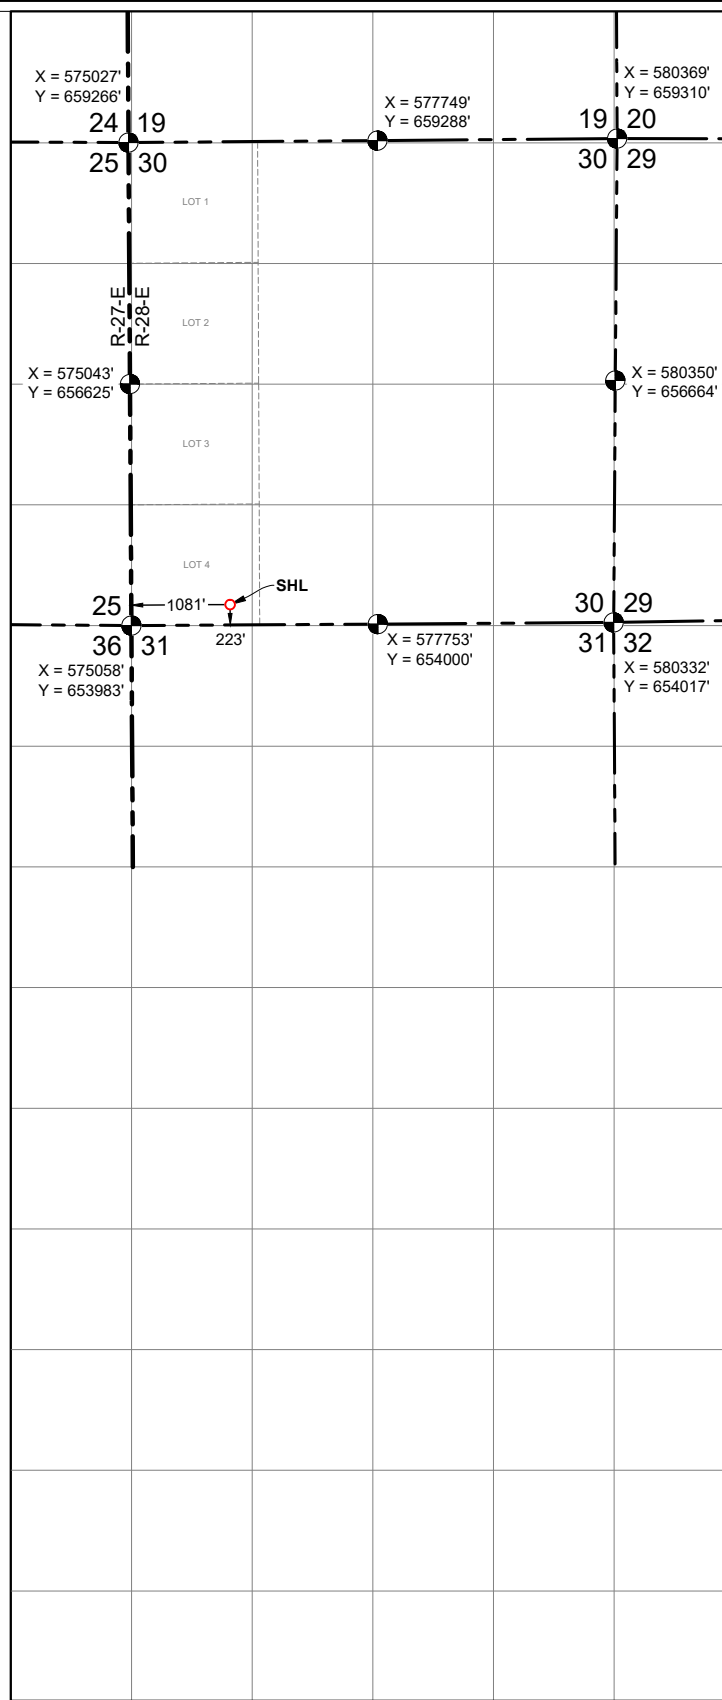 X = 575027'
Y = 659266'
X = 577749'
Y = 659288'
X = 580369'
Y = 659310'
24 19
25 30
19 20
30 29
LOT 1
R-27-E
R-28-E
LOT 2
X = 575043'
Y = 656625'
X = 580350'
Y = 656664'
LOT 3
LOT 4
SHL
1081'
223'
25
36 31
30 29
31 32
X = 575058'
Y = 653983'
X = 577753'
Y = 654000'
X = 580332'
Y = 654017'